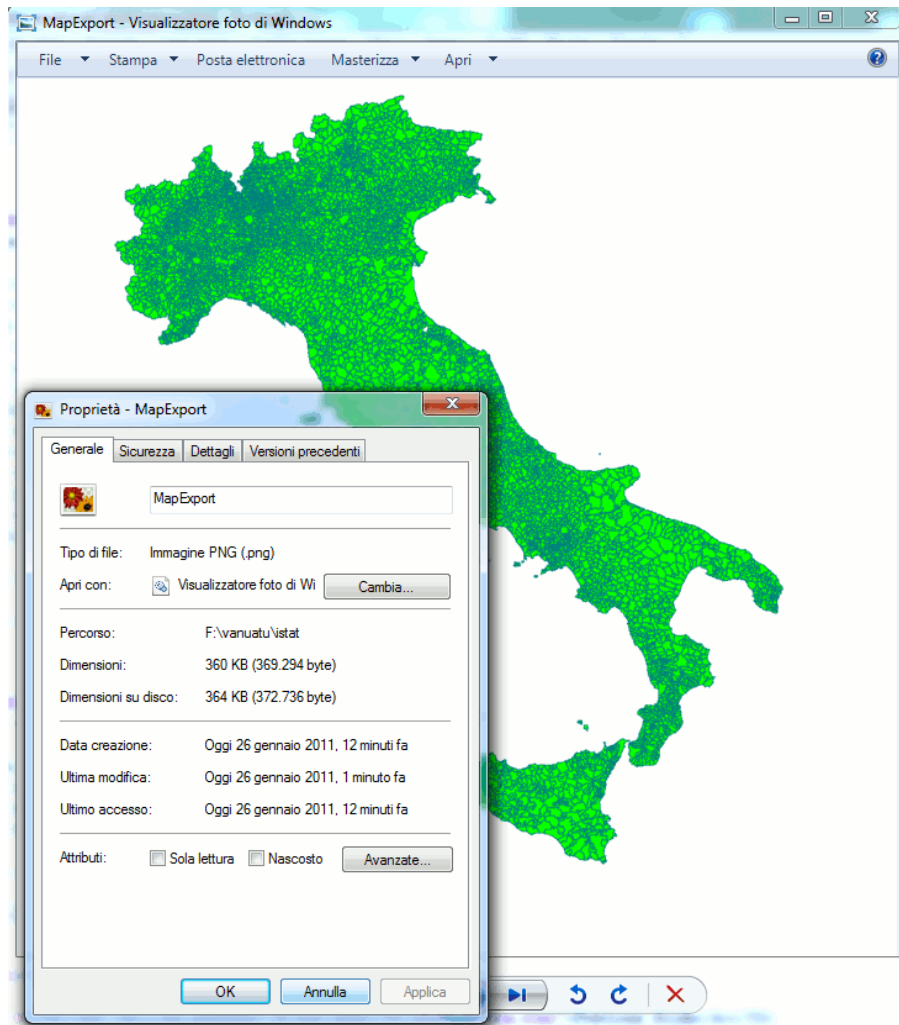 MapExport - Visualizzatore foto di Windows
File Stampa Posta elettronica Masterizza Apri
Proprietà - MapExport
Generale Sicurezza Dettagli Versioni precedenti
MapExport
Tipo di file: Immagine PNG (.png)
Apri con: Visualizzatore foto di Wi Cambia...
Percorso: F:\vanuatu\istat
Dimensioni: 360 KB (369.294 byte)
Dimensioni su disco: 364 KB (372.736 byte)
Data creazione: Oggi 26 gennaio 2011, 12 minuti fa
Ultima modifica: Oggi 26 gennaio 2011, 1 minuto fa
Ultimo accesso: Oggi 26 gennaio 2011, 12 minuti fa
Attributi: Sola lettura Nascosto Avanzate...
OK Annulla Applica